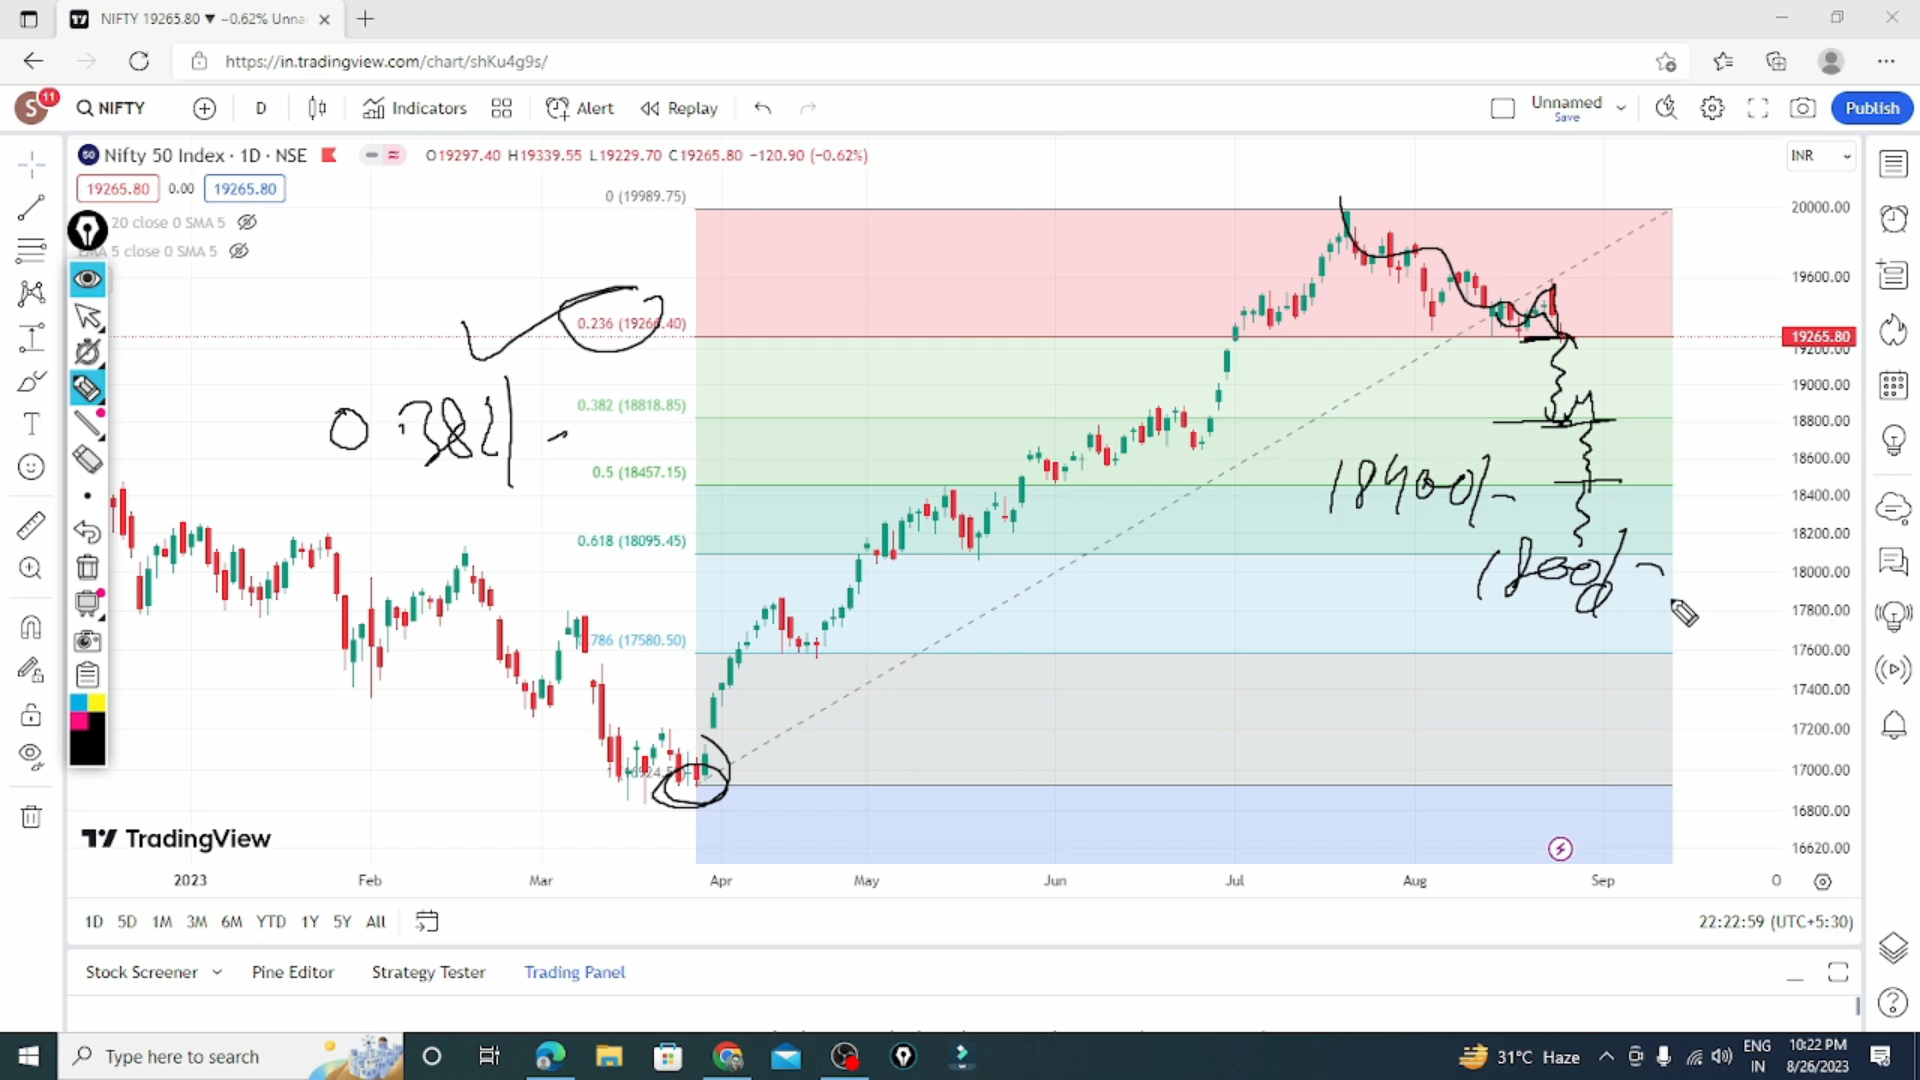 NIFTY 19265.80 ▼ −0.62% Unna
https://in.tradingview.com/chart/shKu4g9s/
S 11 NIFTY D Indicators Alert Replay Unnamed Save Publish
Nifty 50 Index · 1D · NSE O19297.40 H19339.55 L19229.70 C19265.80 −120.90 (−0.62%) INR
19265.80 0.00 19265.80
20 close 0 SMA 5
5 close 0 SMA 5
0 (19989.75)
0.236 (19266.40)
0.382 (18818.85)
0.5 (18457.15)
0.618 (18095.45)
.786 (17580.50)
18400/-
20000.00
19600.00
19265.80
19200.00
19000.00
18800.00
18600.00
18400.00
18200.00
18000.00
17800.00
17600.00
17400.00
17200.00
17000.00
16800.00
16620.00
TradingView
2023 Feb Mar Apr May Jun Jul Aug Sep
1D 5D 1M 3M 6M YTD 1Y 5Y All 22:22:59 (UTC+5:30)
Stock Screener Pine Editor Strategy Tester Trading Panel
Type here to search 31°C Haze ENG IN 10:22 PM 8/26/2023